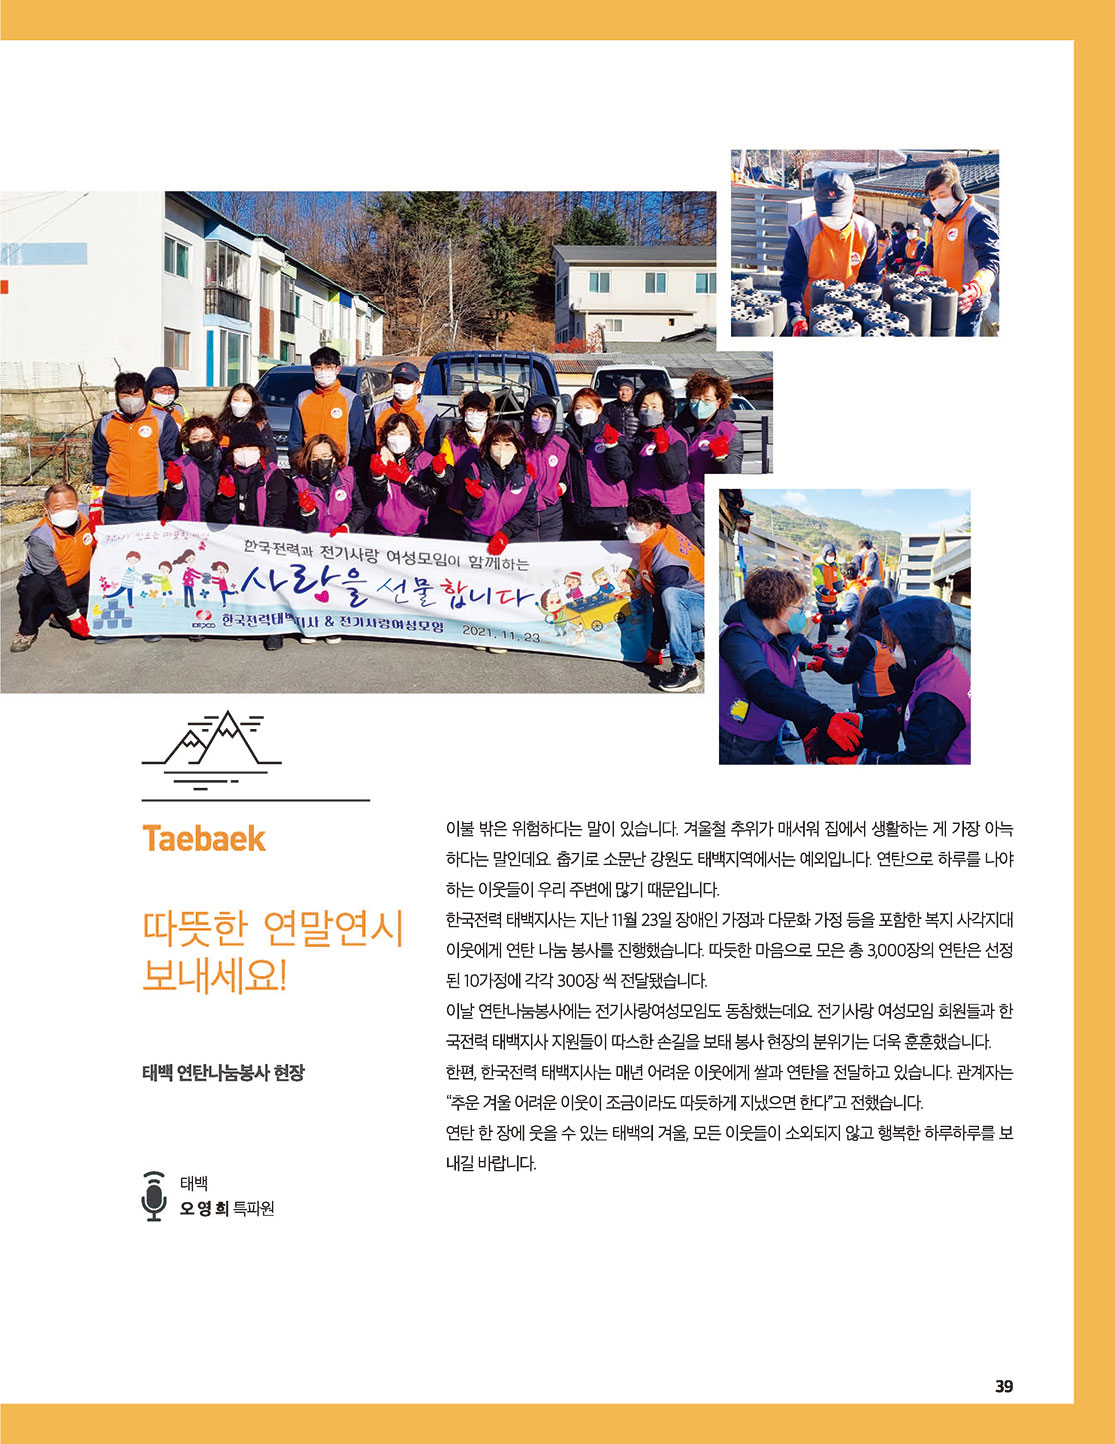 한국전력과 전기사랑 여성모임이 함께하는
사랑을 선물합니다
KEPCO 한국전력태백지사 & 전기사랑여성모임 2021. 11. 23
Taebaek
따뜻한 연말연시
보내세요!
태백 연탄나눔봉사 현장
태백
오영희 특파원
이불 밖은 위험하다는 말이 있습니다. 겨울철 추위가 매서워 집에서 생활하는 게 가장 아늑
하다는 말인데요. 춥기로 소문난 강원도 태백지역에서는 예외입니다. 연탄으로 하루를 나야
하는 이웃들이 우리 주변에 많기 때문입니다.
한국전력 태백지사는 지난 11월 23일 장애인 가정과 다문화 가정 등을 포함한 복지 사각지대
이웃에게 연탄 나눔 봉사를 진행했습니다. 따듯한 마음으로 모은 총 3,000장의 연탄은 선정
된 10가정에 각각 300장 씩 전달됐습니다.
이날 연탄나눔봉사에는 전기사랑여성모임도 동참했는데요. 전기사랑 여성모임 회원들과 한
국전력 태백지사 지원들이 따스한 손길을 보태 봉사 현장의 분위기는 더욱 훈훈했습니다.
한편, 한국전력 태백지사는 매년 어려운 이웃에게 쌀과 연탄을 전달하고 있습니다. 관계자는
“추운 겨울 어려운 이웃이 조금이라도 따듯하게 지냈으면 한다”고 전했습니다.
연탄 한 장에 웃을 수 있는 태백의 겨울, 모든 이웃들이 소외되지 않고 행복한 하루하루를 보
내길 바랍니다.
39